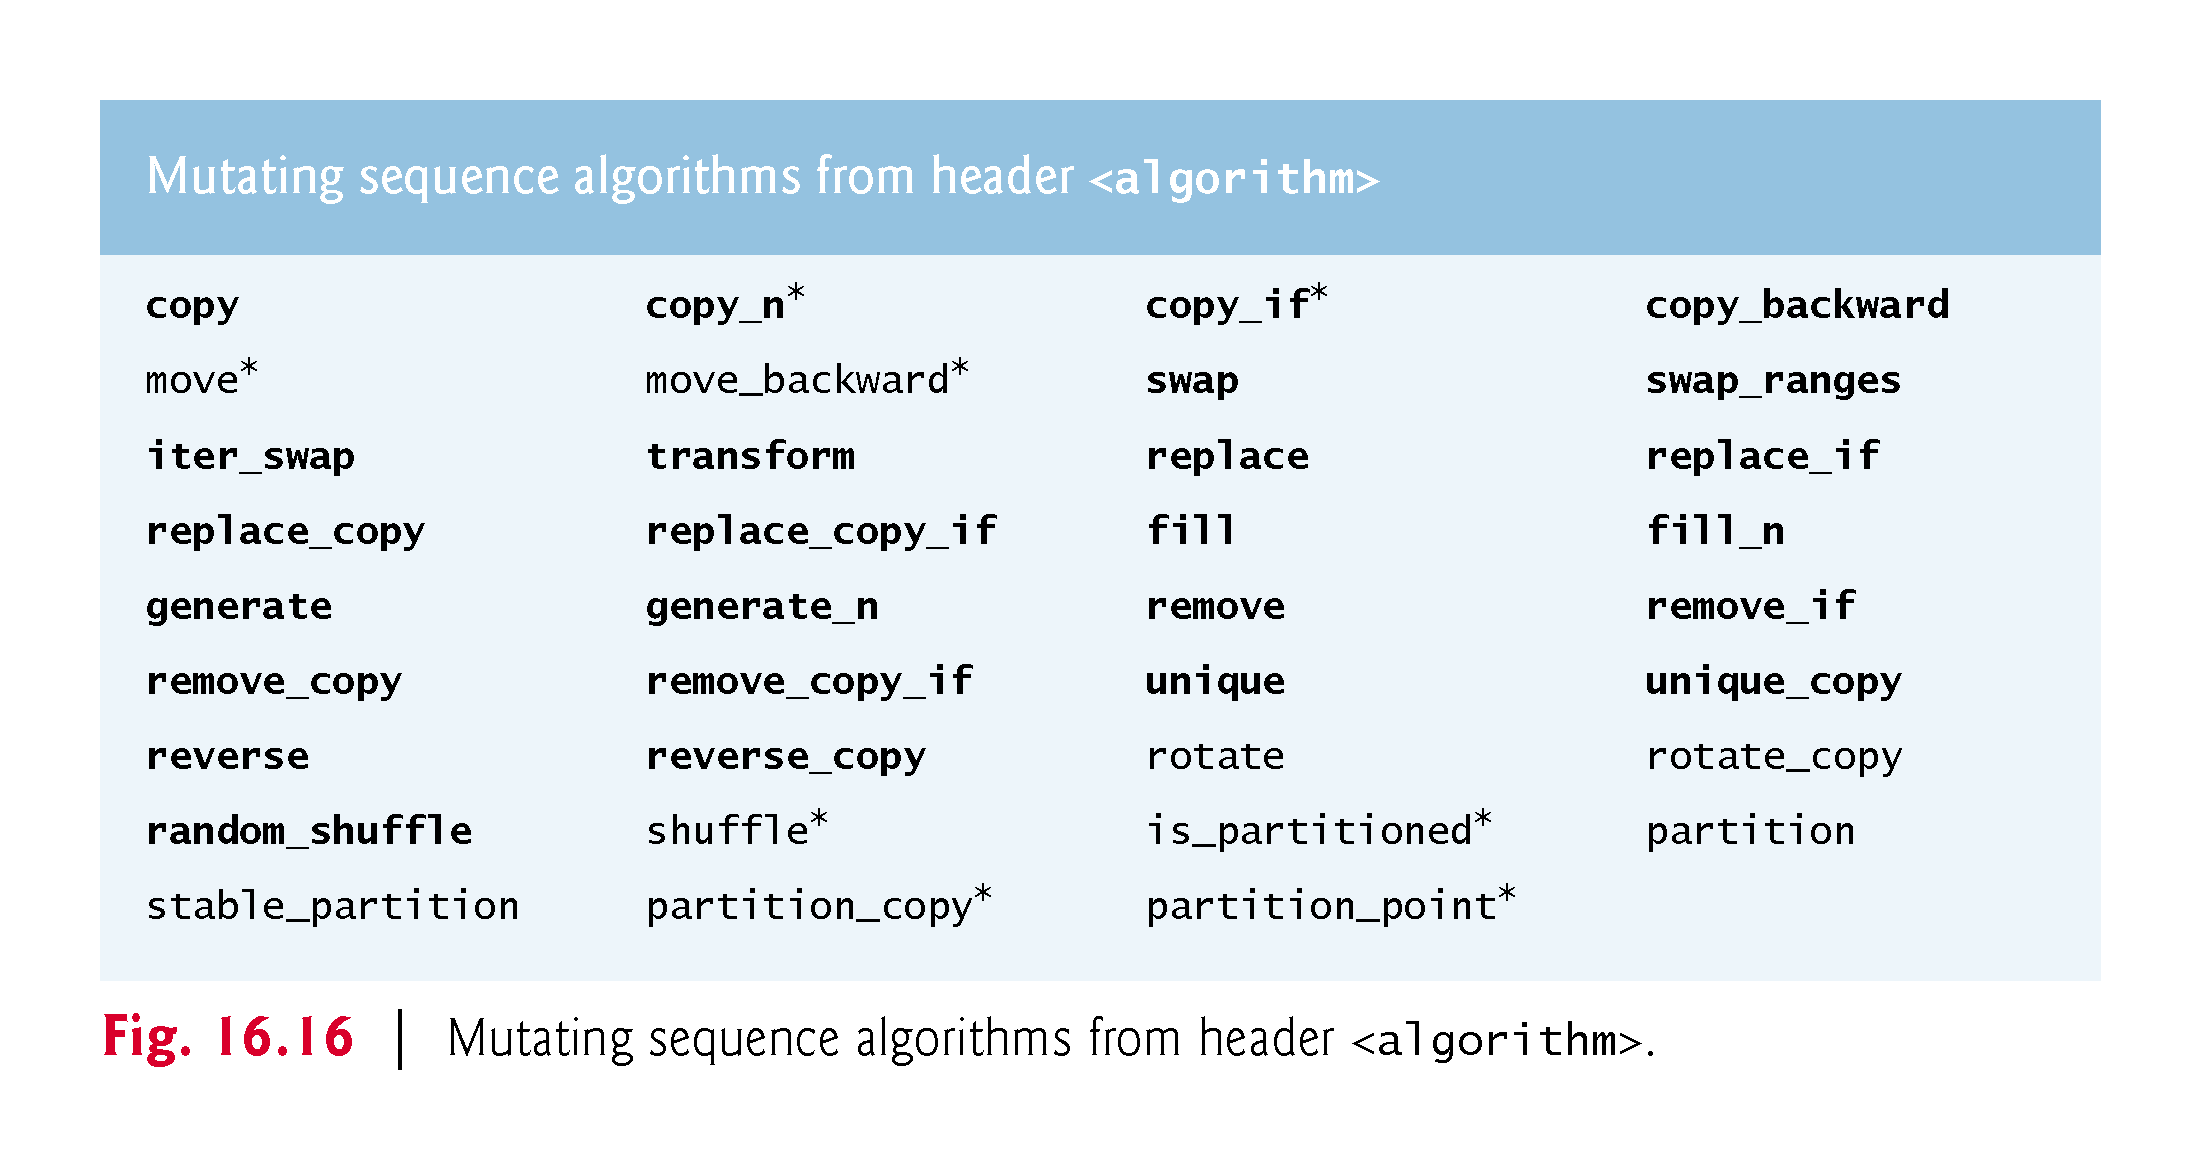 Mutating sequence algorithms from header <algorithm>
copy copy_n* copy_if* copy_backward
move* move_backward* swap swap_ranges
iter_swap transform replace replace_if
replace_copy replace_copy_if fill fill_n
generate generate_n remove remove_if
remove_copy remove_copy_if unique unique_copy
reverse reverse_copy rotate rotate_copy
random_shuffle shuffle* is_partitioned* partition
stable_partition partition_copy* partition_point*
Fig. 16.16 | Mutating sequence algorithms from header <algorithm>.